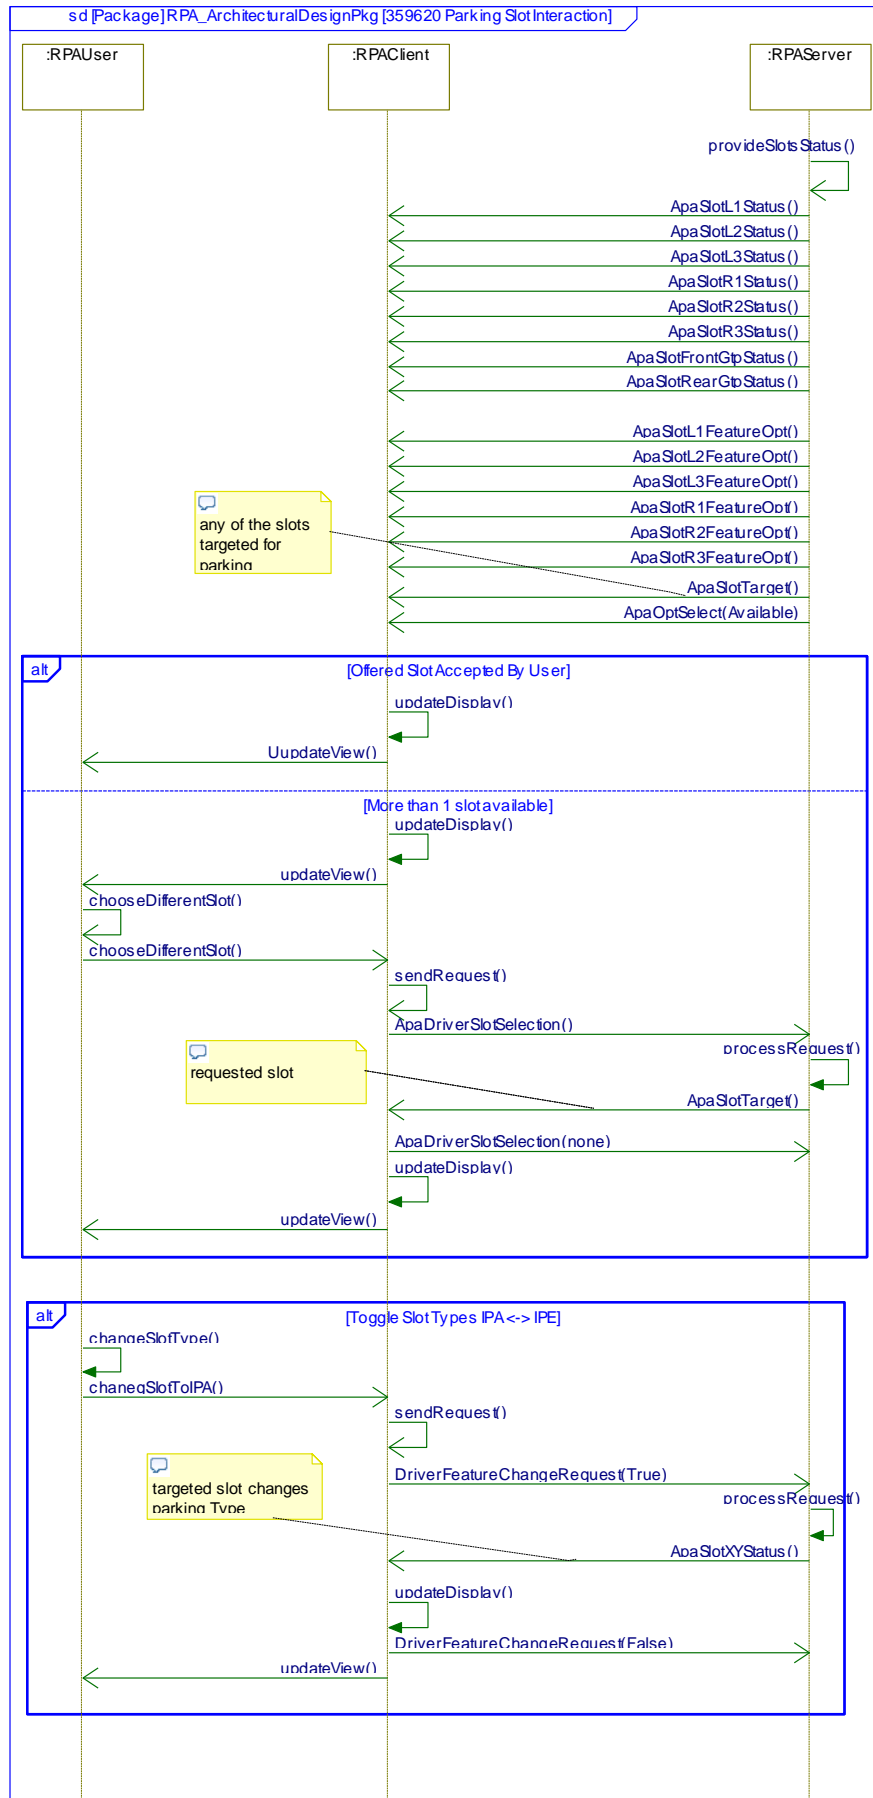 sd [Package] RPA_ArchitecturalDesignPkg [359620 Parking Slot Interaction]
:RPAUser
:RPAClient
:RPAServer
provideSlotsStatus()
ApaSlotL1Status()
ApaSlotL2Status()
ApaSlotL3Status()
ApaSlotR1Status()
ApaSlotR2Status()
ApaSlotR3Status()
ApaSlotFrontGtpStatus()
ApaSlotRearGtpStatus()
ApaSlotL1FeatureOpt()
ApaSlotL2FeatureOpt()
ApaSlotL3FeatureOpt()
ApaSlotR1FeatureOpt()
ApaSlotR2FeatureOpt()
ApaSlotR3FeatureOpt()
any of the slots
targeted for
parking
ApaSlotTarget()
ApaOptSelect(Available)
alt
[Offered Slot Accepted By User]
updateDisplay()
UupdateView()
[More than 1 slot available]
updateDisplay()
updateView()
chooseDifferentSlot()
chooseDifferentSlot()
sendRequest()
ApaDriverSlotSelection()
processRequest()
requested slot
ApaSlotTarget()
ApaDriverSlotSelection(none)
updateDisplay()
updateView()
alt
[Toggle Slot Types IPA <-> IPE]
changeSlotType()
chanegSlotToIPA()
sendRequest()
DriverFeatureChangeRequest(True)
processRequest()
targeted slot changes
parking Type
ApaSlotXYStatus()
updateDisplay()
DriverFeatureChangeRequest(False)
updateView()